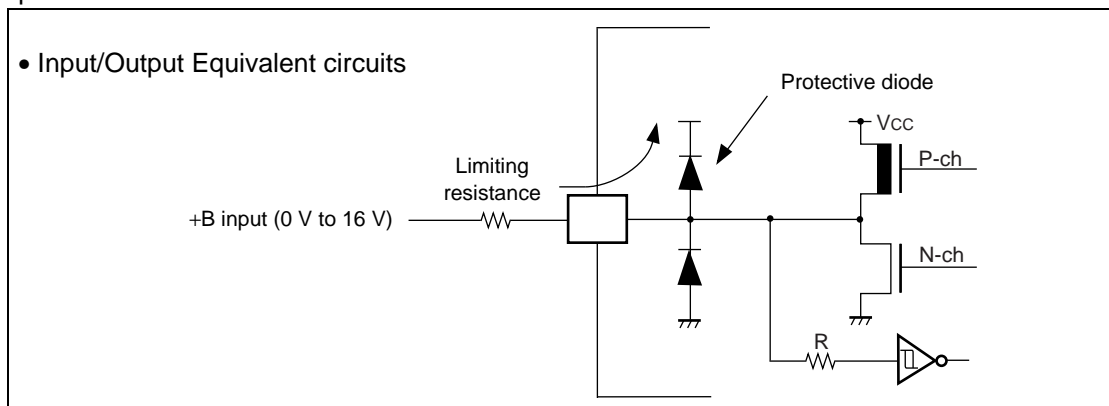 • Input/Output Equivalent circuits
Protective diode
VCC
P-ch
Limiting
resistance
+B input (0 V to 16 V)
N-ch
R